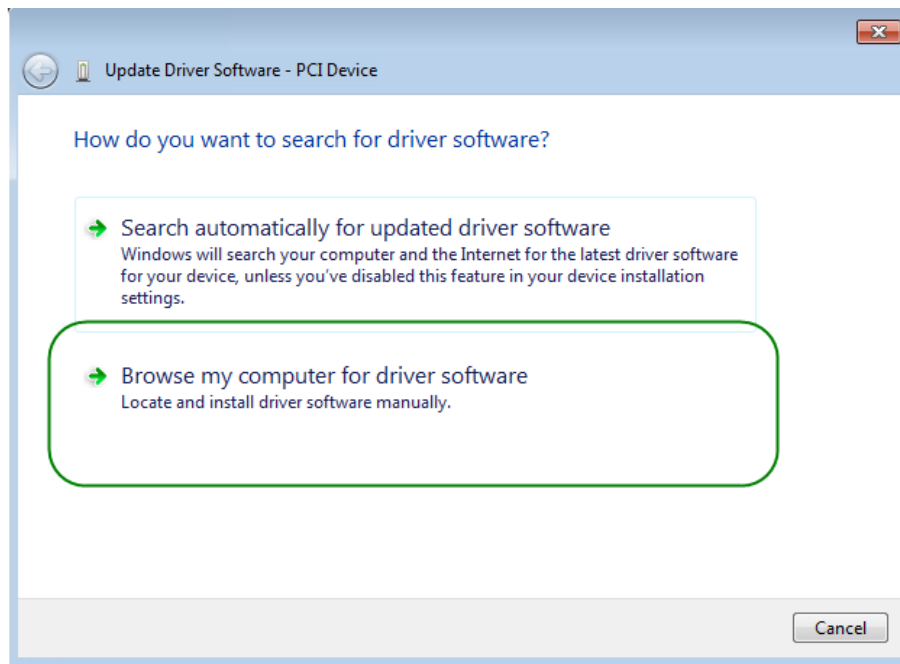 Update Driver Software - PCI Device
How do you want to search for driver software?
Search automatically for updated driver software
Windows will search your computer and the Internet for the latest driver software
for your device, unless you've disabled this feature in your device installation
settings.
Browse my computer for driver software
Locate and install driver software manually.
Cancel